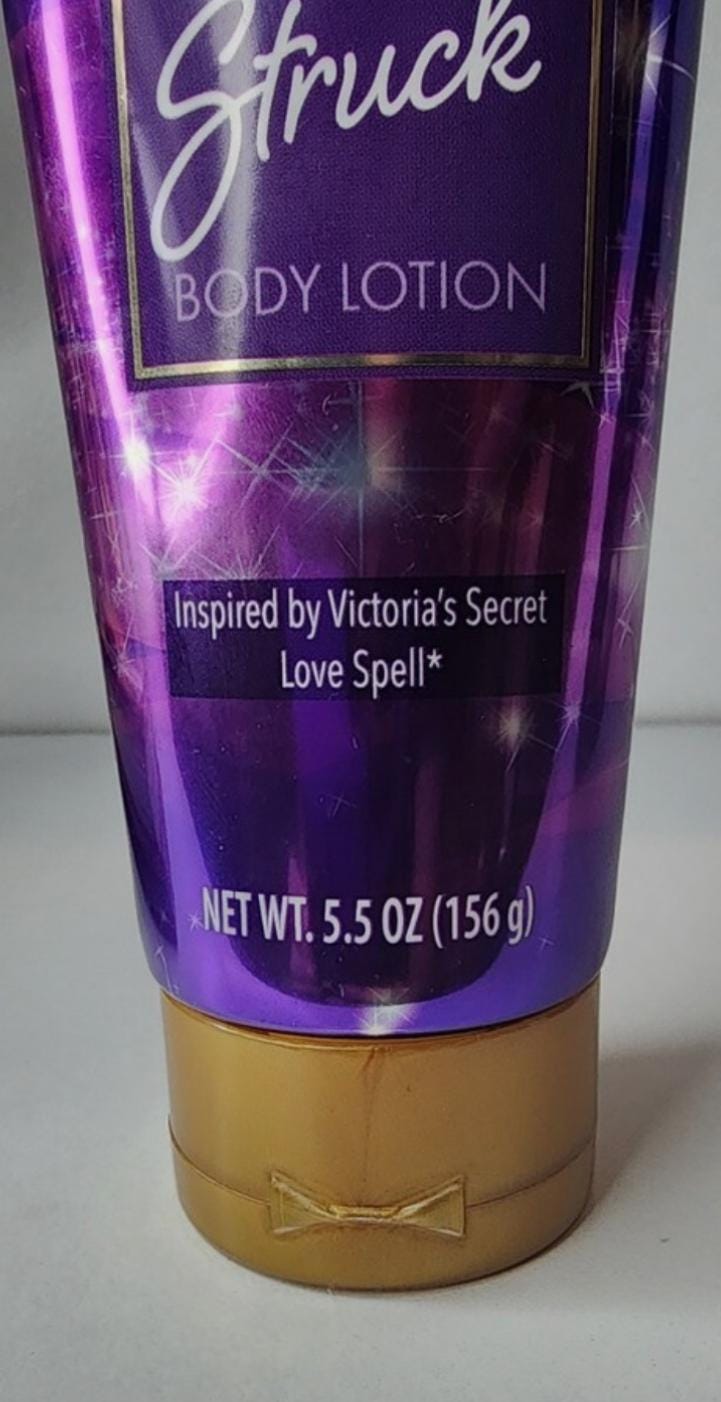 Struck
BODY LOTION
Inspired by Victoria's Secret
Love Spell*
NET WT. 5.5 OZ (156 g)